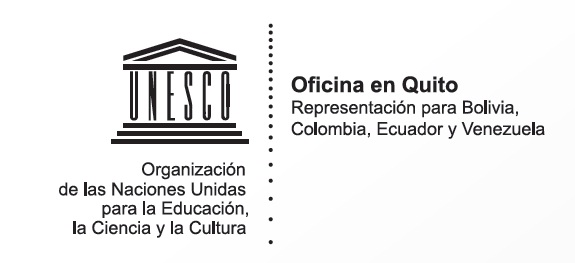 UNESCO
Organización
de las Naciones Unidas
para la Educación,
la Ciencia y la Cultura
Oficina en Quito
Representación para Bolivia,
Colombia, Ecuador y Venezuela